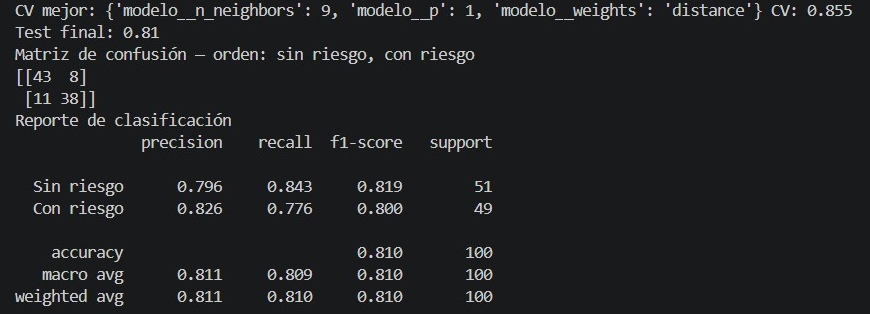 CV mejor: {'modelo__n_neighbors': 9, 'modelo__p': 1, 'modelo__weights': 'distance'} CV: 0.855
Test final: 0.81
Matriz de confusión — orden: sin riesgo, con riesgo
[[43  8]
 [11 38]]
Reporte de clasificación
              precision    recall  f1-score   support

  Sin riesgo      0.796     0.843     0.819        51
  Con riesgo      0.826     0.776     0.800        49

    accuracy                          0.810       100
   macro avg      0.811     0.809     0.810       100
weighted avg      0.811     0.810     0.810       100